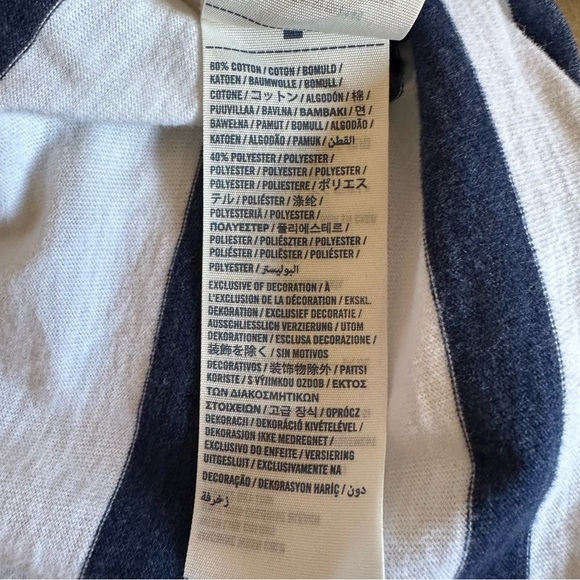 60% COTTON / COTON / BOMULD /
KATOEN / BAUMWOLLE / BOMULL /
COTONE / コットン / ALGODÓN / 棉 /
PUUVILLAA / BAVLNA / BAMBAKI / 면 /
BAWEŁNA / PAMUT / BOMULL / ALGODÃO /
KATOEN / ALGODÃO / PAMUK / القطن
40% POLYESTER / POLYESTER /
POLYESTER / POLYESTER / POLYESTER /
POLYESTER / POLIESTERE / ポリエス
テル / POLIÉSTER / 涤纶 /
POLYESTERIÄ / POLYESTER /
ΠΟΛΥΕΣΤΕΡ / 폴리에스테르 /
POLIESTER / POLIÉSZTER / POLYESTER /
POLIÉSTER / POLIÉSTER / POLIÉSTER /
POLYESTER / البوليستر
EXCLUSIVE OF DECORATION / À
L'EXCLUSION DE LA DÉCORATION / EKSKL.
DEKORATION / EXCLUSIEF DECORATIE /
AUSSCHLIESSLICH VERZIERUNG / UTOM
DEKORATIONEN / ESCLUSA DECORAZIONE /
装飾を除く / SIN MOTIVOS
DECORATIVOS / 装饰物除外 / PAITSI
KORISTE / S VÝJIMKOU OZDOB / ΕΚΤΟΣ
ΤΩΝ ΔΙΑΚΟΣΜΗΤΙΚΩΝ
ΣΤΟΙΧΕΙΩΝ / 고급 장식 / OPRÓCZ
DEKORACJI / DEKORÁCIÓ KIVÉTELÉVEL /
DEKORASJON IKKE MEDREGNET /
EXCLUSIVO DO ENFEITE / VERSIERING
UITGESLUIT / EXCLUSIVAMENTE NA
DECORAÇÃO / DEKORASYON HARİÇ / دون
زخرفة